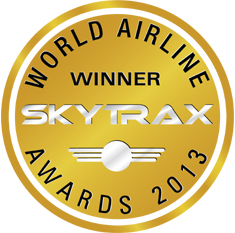 WORLD AIRLINE
WINNER
SKYTRAX
AWARDS 2013